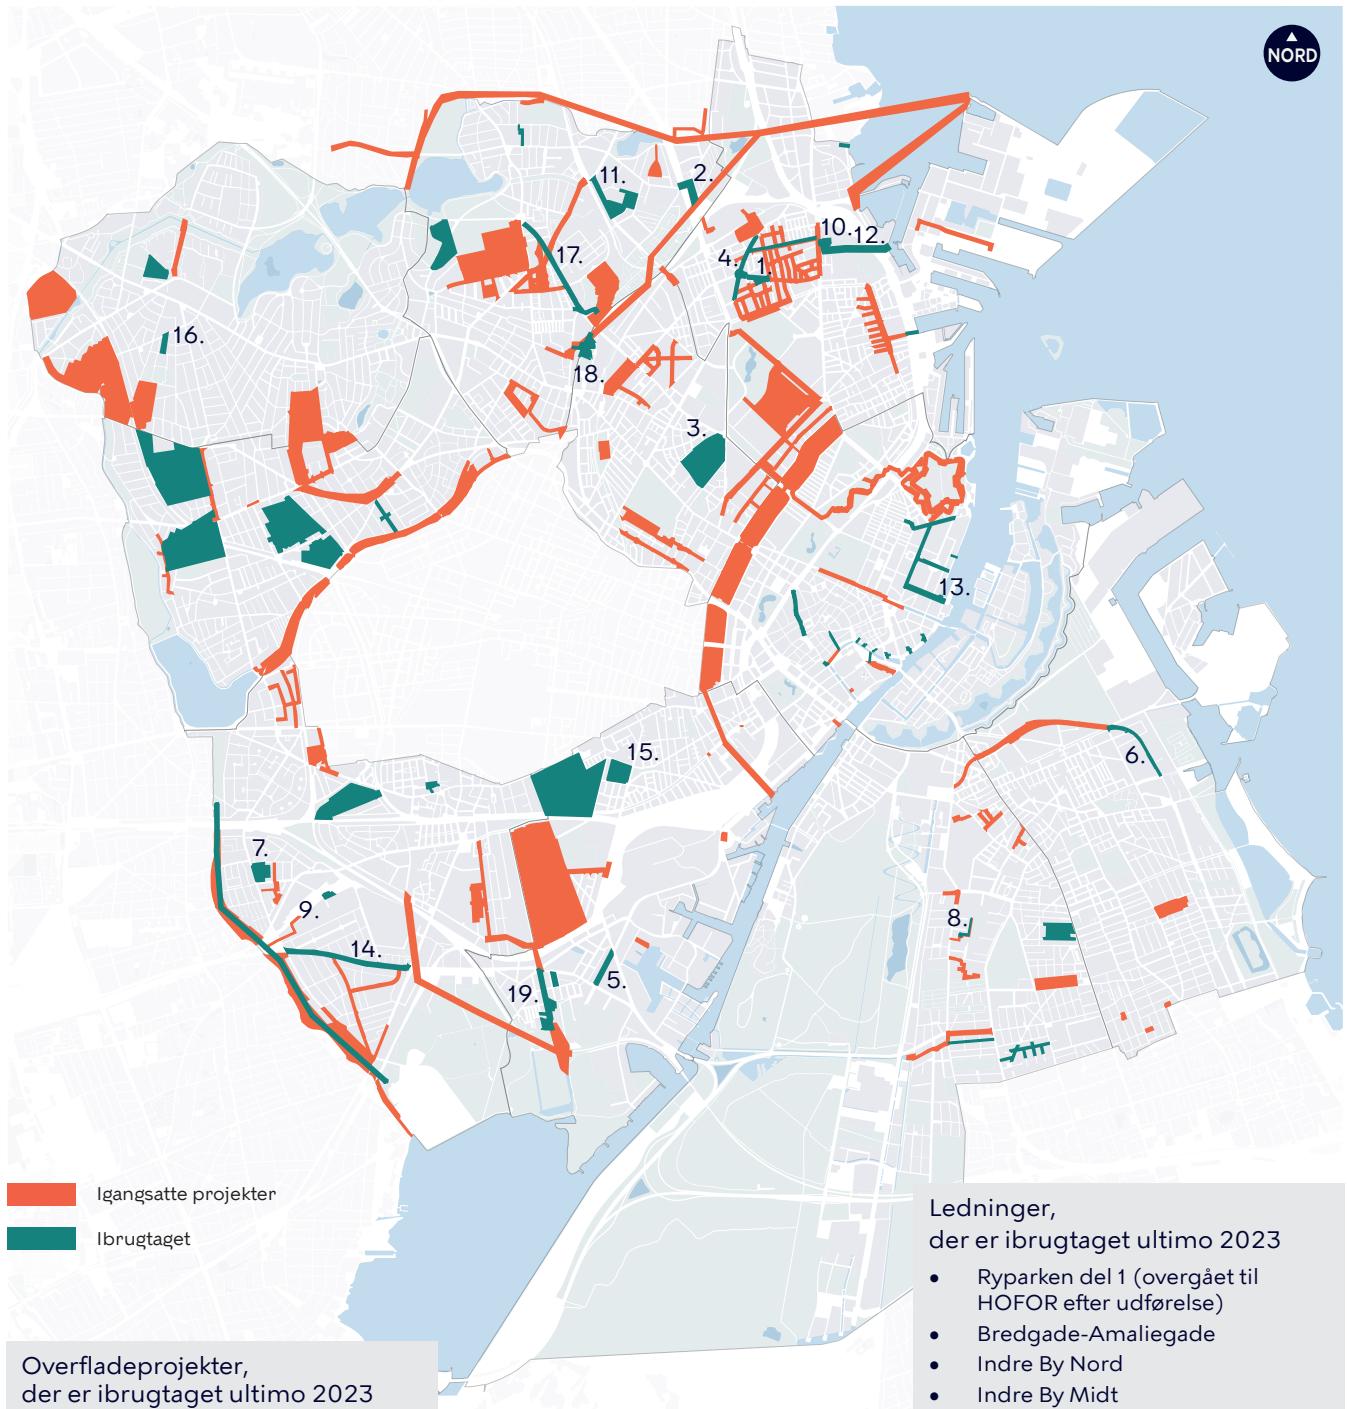 NORD
11.
2.
10.
12.
17.
4.
1.
16.
18.
3.
13.
6.
15.
7.
9.
8.
14.
5.
19.
Igangsatte projekter
Ibrugtaget
Ledninger,
der er ibrugtaget ultimo 2023
• Ryparken del 1 (overgået til
HOFOR efter udførelse)
• Bredgade-Amaliegade
• Indre By Nord
• Indre By Midt
Overfladeprojekter,
der er ibrugtaget ultimo 2023